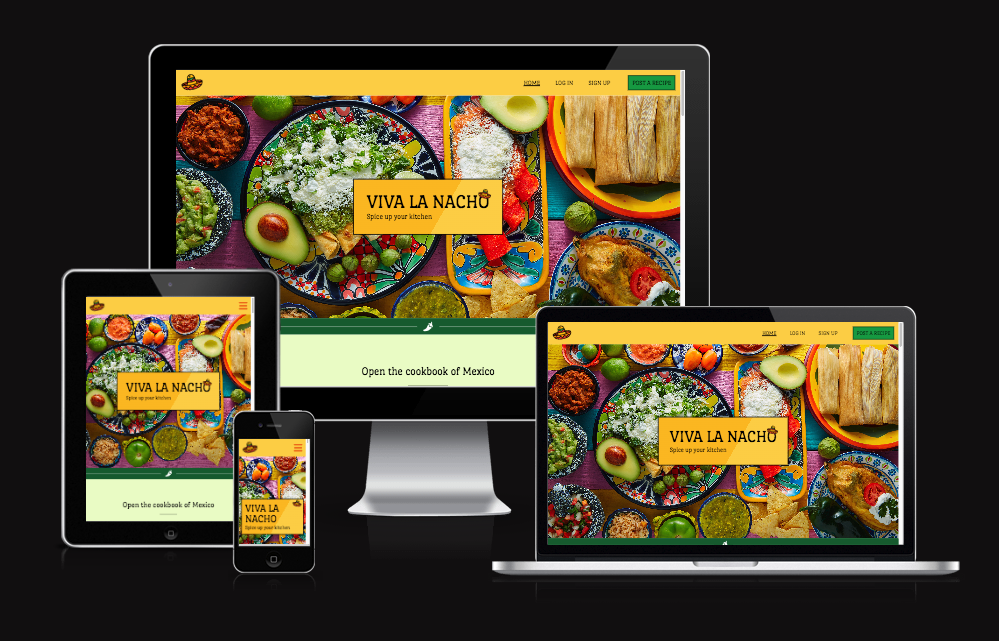 HOME LOG IN SIGN UP POST A RECIPE
VIVA LA NACHO
Spice up your kitchen
Open the cookbook of Mexico
VIVA LA NACHO
Spice up your kitchen
Open the cookbook of Mexico
VIVA LA
NACHO
Spice up your kitchen
HOME LOG IN SIGN UP POST A RECIPE
VIVA LA NACHO
Spice up your kitchen